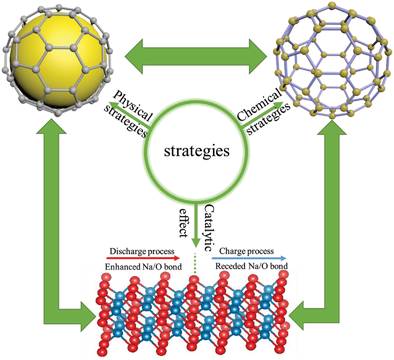 Physical
strategies
Chemical
strategies
strategies
Catalytic
effect
Discharge process
Enhanced Na/O bond
Charge process
Receded Na/O bond